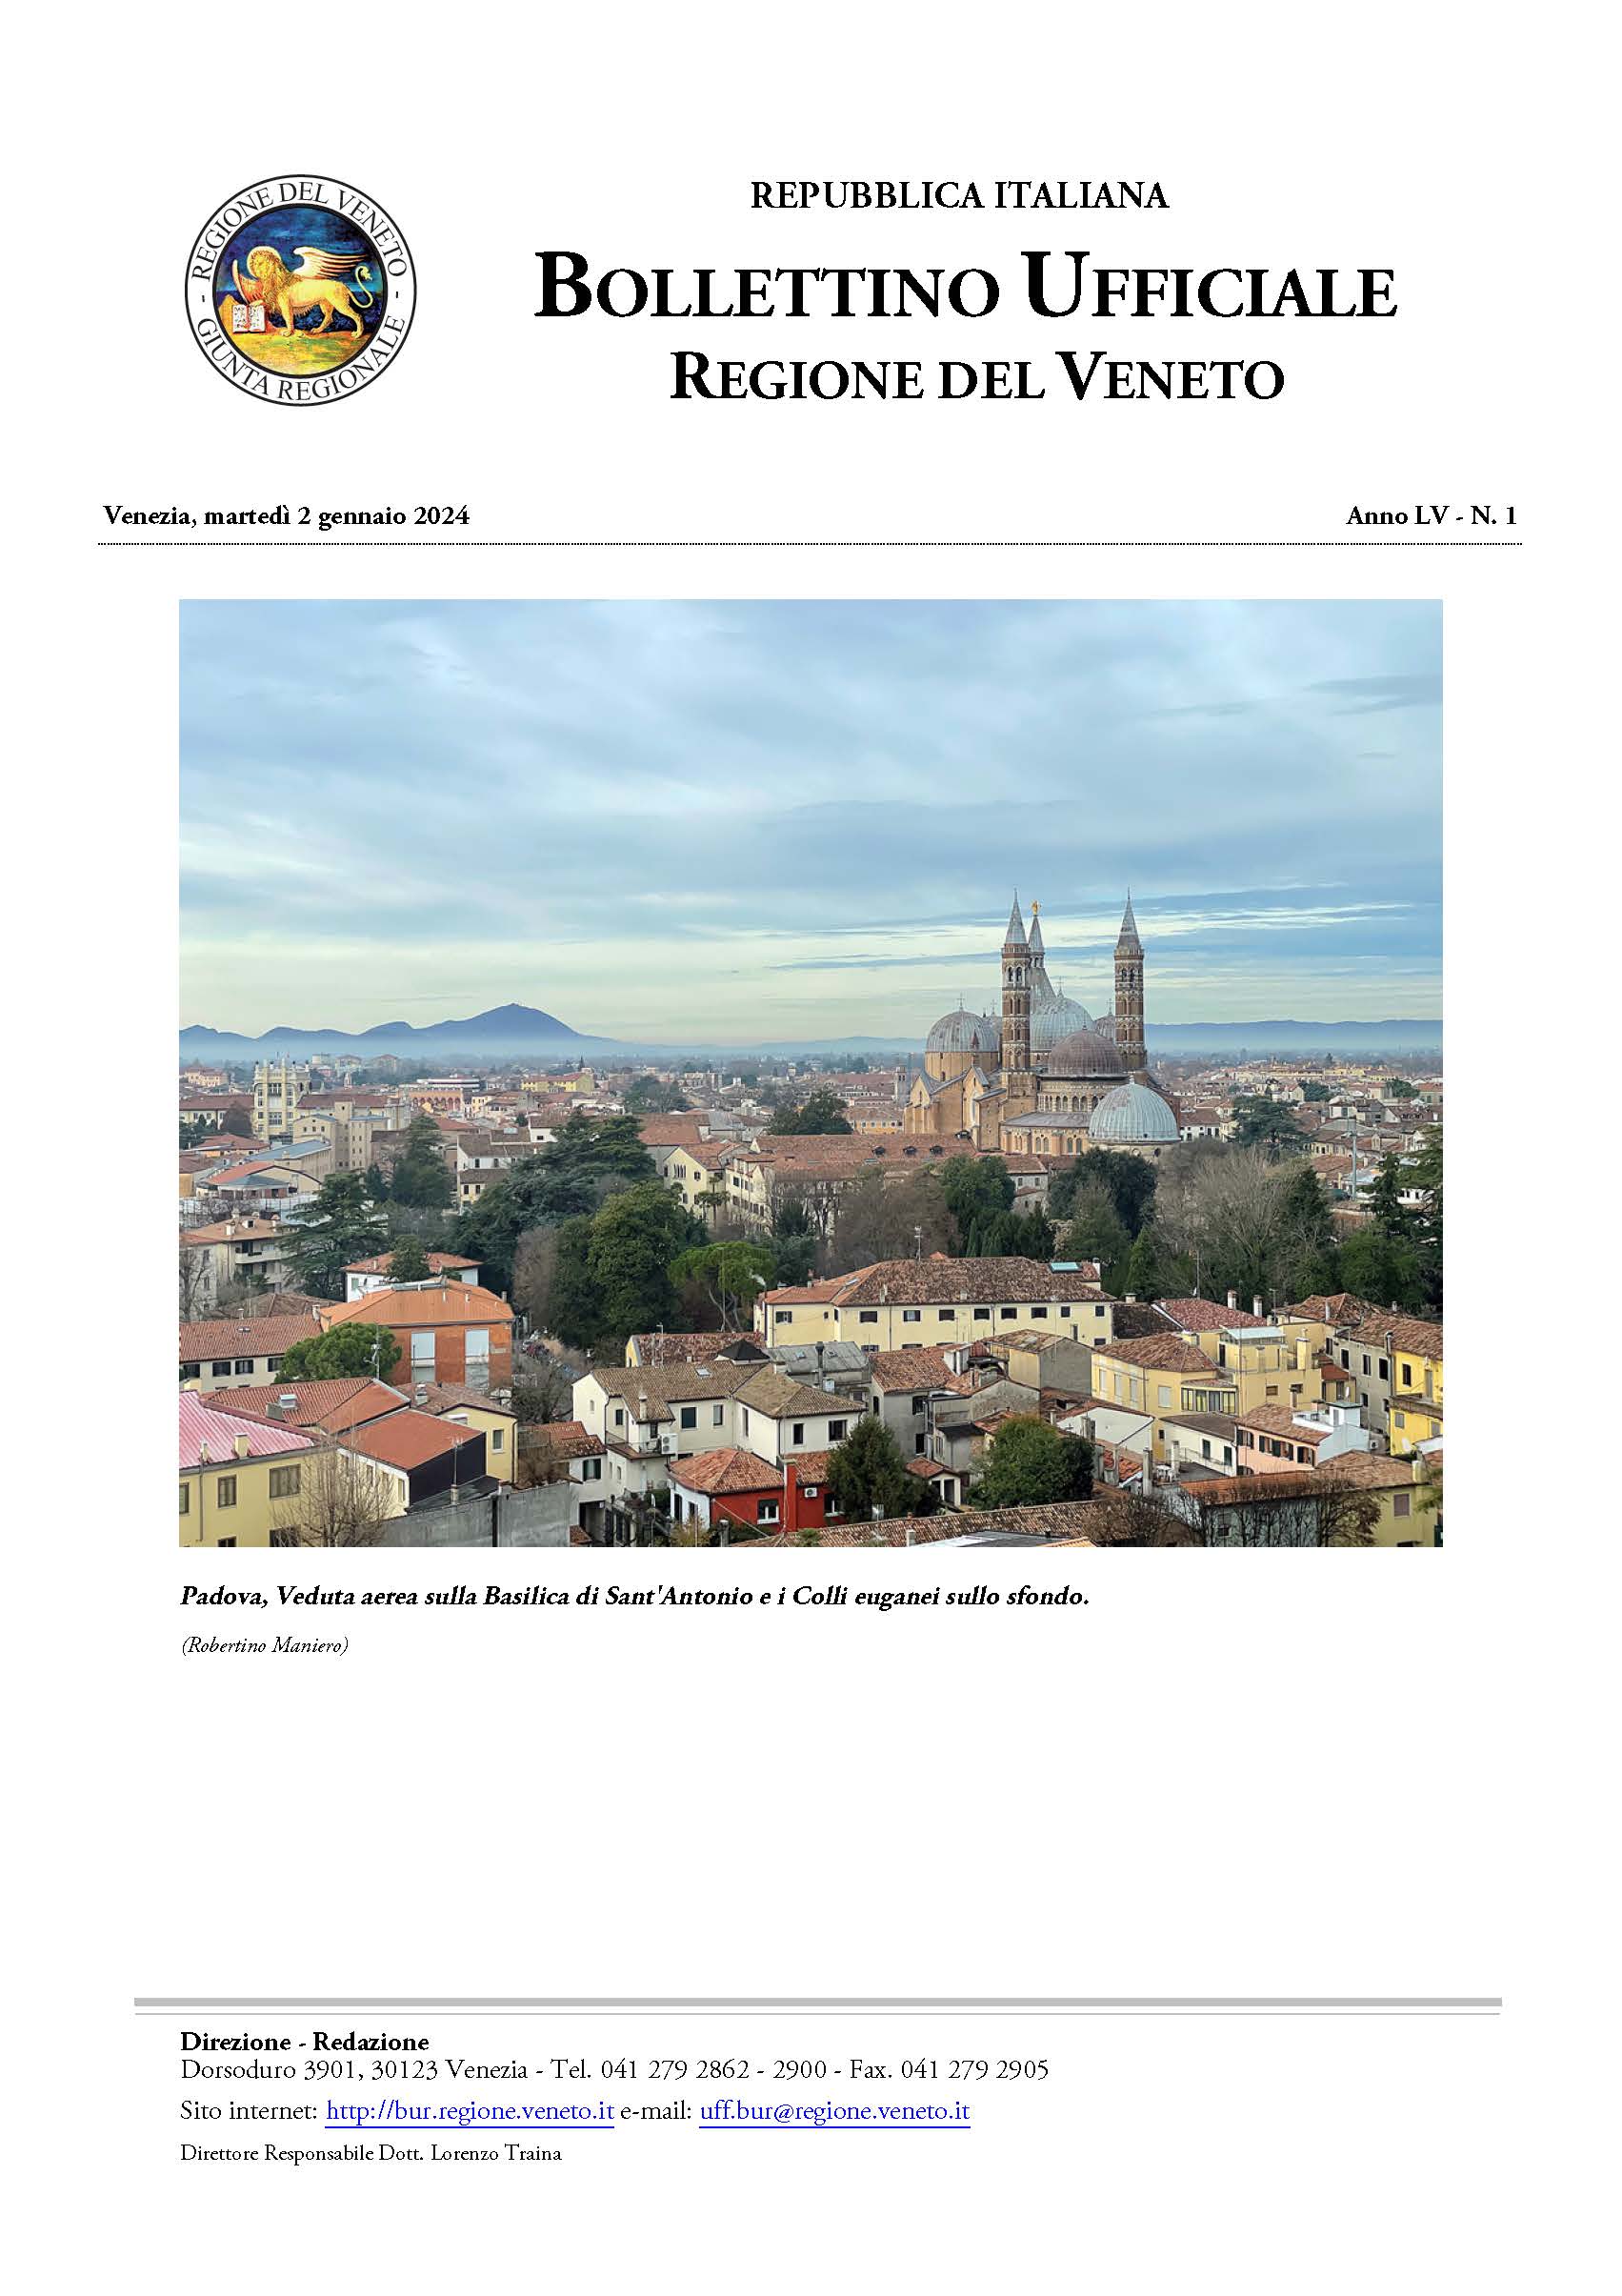 REGIONE DEL VENETO
GIUNTA REGIONALE
REPUBBLICA ITALIANA
BOLLETTINO UFFICIALE
REGIONE DEL VENETO
Venezia, martedì 2 gennaio 2024
Anno LV - N. 1
Padova, Veduta aerea sulla Basilica di Sant'Antonio e i Colli euganei sullo sfondo.
(Robertino Maniero)
Direzione - Redazione
Dorsoduro 3901, 30123 Venezia - Tel. 041 279 2862 - 2900 - Fax. 041 279 2905
Sito internet: http://bur.regione.veneto.it e-mail: uff.bur@regione.veneto.it
Direttore Responsabile Dott. Lorenzo Traina